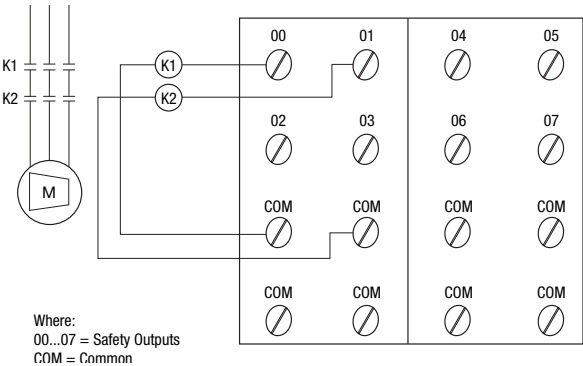 00 01 04 05
K1 K1
K2 K2
02 03 06 07
M
COM COM COM COM
COM COM COM COM
Where:
00...07 = Safety Outputs
COM = Common